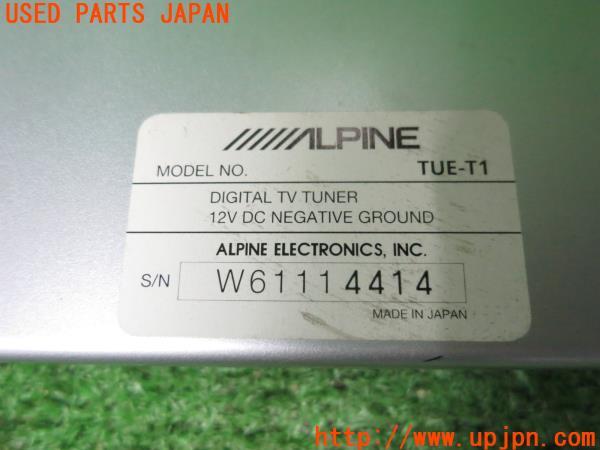 USED PARTS JAPAN
ALPINE
MODEL NO. TUE-T1
DIGITAL TV TUNER
12V DC NEGATIVE GROUND
ALPINE ELECTRONICS, INC.
S/N W61114414
MADE IN JAPAN
UPJ
http://www.upjpn.com